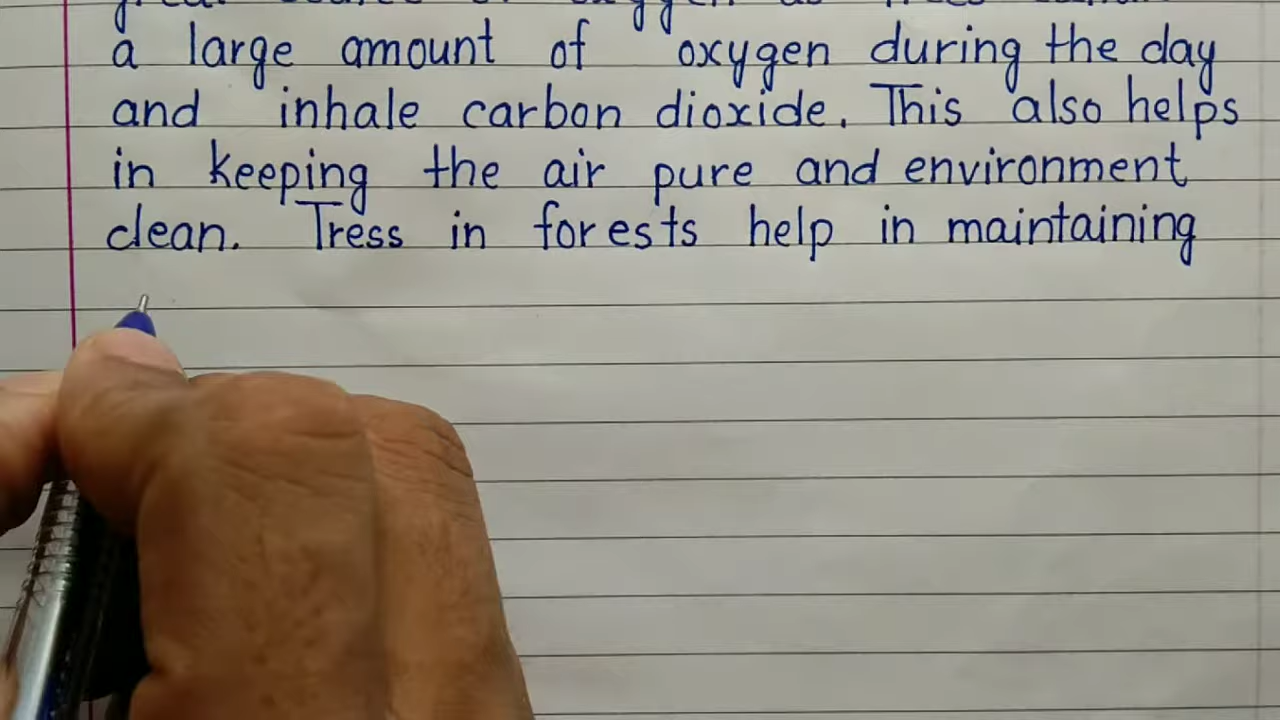 a large amount of oxygen during the day
and inhale carbon dioxide. This also helps
in keeping the air pure and environment
clean. Tress in forests help in maintaining